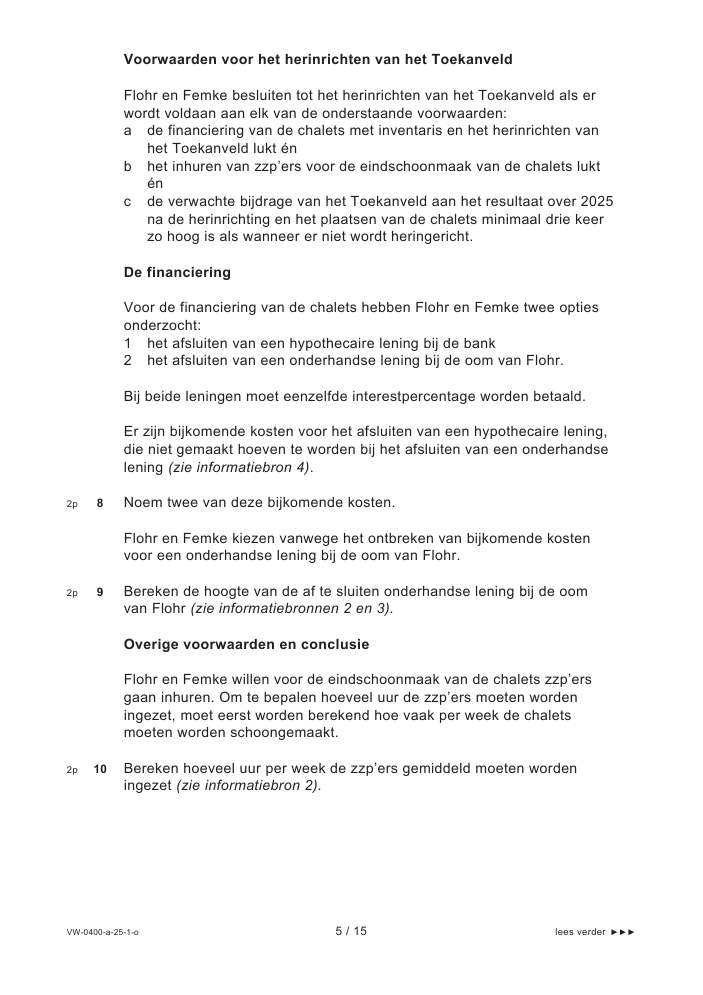 Voorwaarden voor het herinrichten van het Toekanveld
Flohr en Femke besluiten tot het herinrichten van het Toekanveld als er
wordt voldaan aan elk van de onderstaande voorwaarden:
a de financiering van de chalets met inventaris en het herinrichten van
het Toekanveld lukt én
b het inhuren van zzp'ers voor de eindschoonmaak van de chalets lukt
én
c de verwachte bijdrage van het Toekanveld aan het resultaat over 2025
na de herinrichting en het plaatsen van de chalets minimaal drie keer
zo hoog is als wanneer er niet wordt heringericht.
De financiering
Voor de financiering van de chalets hebben Flohr en Femke twee opties
onderzocht:
1 het afsluiten van een hypothecaire lening bij de bank
2 het afsluiten van een onderhandse lening bij de oom van Flohr.
Bij beide leningen moet eenzelfde interestpercentage worden betaald.
Er zijn bijkomende kosten voor het afsluiten van een hypothecaire lening,
die niet gemaakt hoeven te worden bij het afsluiten van een onderhandse
lening (zie informatiebron 4).
2p 8 Noem twee van deze bijkomende kosten.
Flohr en Femke kiezen vanwege het ontbreken van bijkomende kosten
voor een onderhandse lening bij de oom van Flohr.
2p 9 Bereken de hoogte van de af te sluiten onderhandse lening bij de oom
van Flohr (zie informatiebronnen 2 en 3).
Overige voorwaarden en conclusie
Flohr en Femke willen voor de eindschoonmaak van de chalets zzp'ers
gaan inhuren. Om te bepalen hoeveel uur de zzp'ers moeten worden
ingezet, moet eerst worden berekend hoe vaak per week de chalets
moeten worden schoongemaakt.
2p 10 Bereken hoeveel uur per week de zzp'ers gemiddeld moeten worden
ingezet (zie informatiebron 2).
VW-0400-a-25-1-o 5 / 15 lees verder ►►►